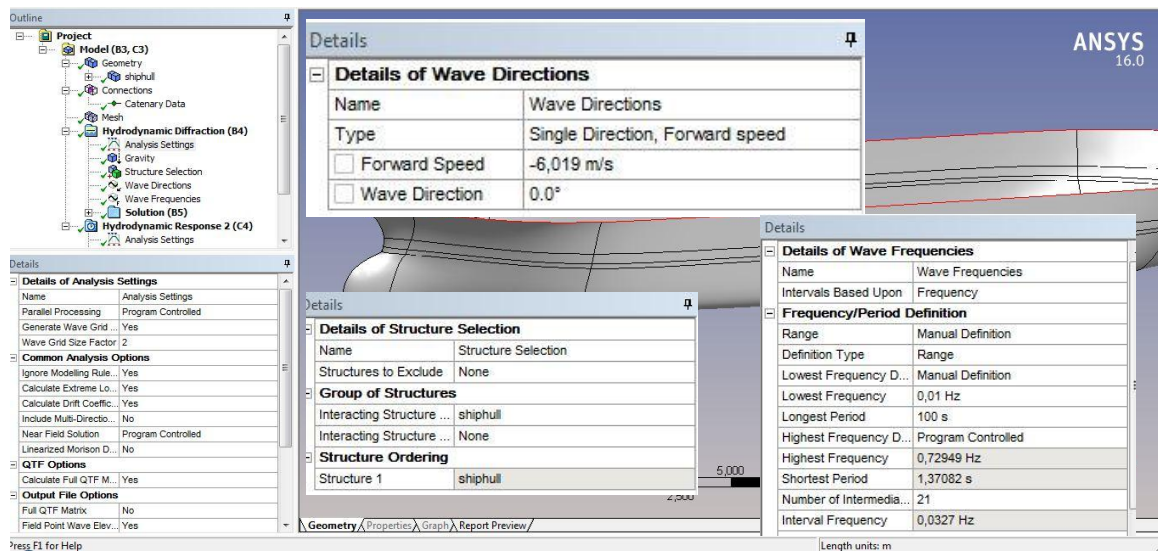 Outline
Project
Model (B3, C3)
Geometry
shiphull
Connections
Catenary Data
Mesh
Hydrodynamic Diffraction (B4)
Analysis Settings
Gravity
Structure Selection
Wave Directions
Wave Frequencies
Solution (B5)
Hydrodynamic Response 2 (C4)
Analysis Settings
Details
Details of Analysis Settings
Name Analysis Settings
Parallel Processing Program Controlled
Generate Wave Grid ... Yes
Wave Grid Size Factor 2
Common Analysis Options
Ignore Modelling Rule... Yes
Calculate Extreme Lo... Yes
Calculate Drift Coeffic... Yes
Include Multi-Directio... No
Near Field Solution Program Controlled
Linearized Morison D... No
QTF Options
Calculate Full QTF M... Yes
Output File Options
Full QTF Matrix No
Field Point Wave Elev... Yes
Press F1 for Help
Details
Details of Wave Directions
Name Wave Directions
Type Single Direction, Forward speed
Forward Speed -6,019 m/s
Wave Direction 0.0°
ANSYS
16.0
Details
Details of Structure Selection
Name Structure Selection
Structures to Exclude None
Group of Structures
Interacting Structure ... shiphull
Interacting Structure ... None
Structure Ordering
Structure 1 shiphull
5,000
2,500
Geometry Properties Graph Report Preview
Details
Details of Wave Frequencies
Name Wave Frequencies
Intervals Based Upon Frequency
Frequency/Period Definition
Range Manual Definition
Definition Type Range
Lowest Frequency D... Manual Definition
Lowest Frequency 0,01 Hz
Longest Period 100 s
Highest Frequency D... Program Controlled
Highest Frequency 0,72949 Hz
Shortest Period 1,37082 s
Number of Intermedia... 21
Interval Frequency 0,0327 Hz
Length units: m